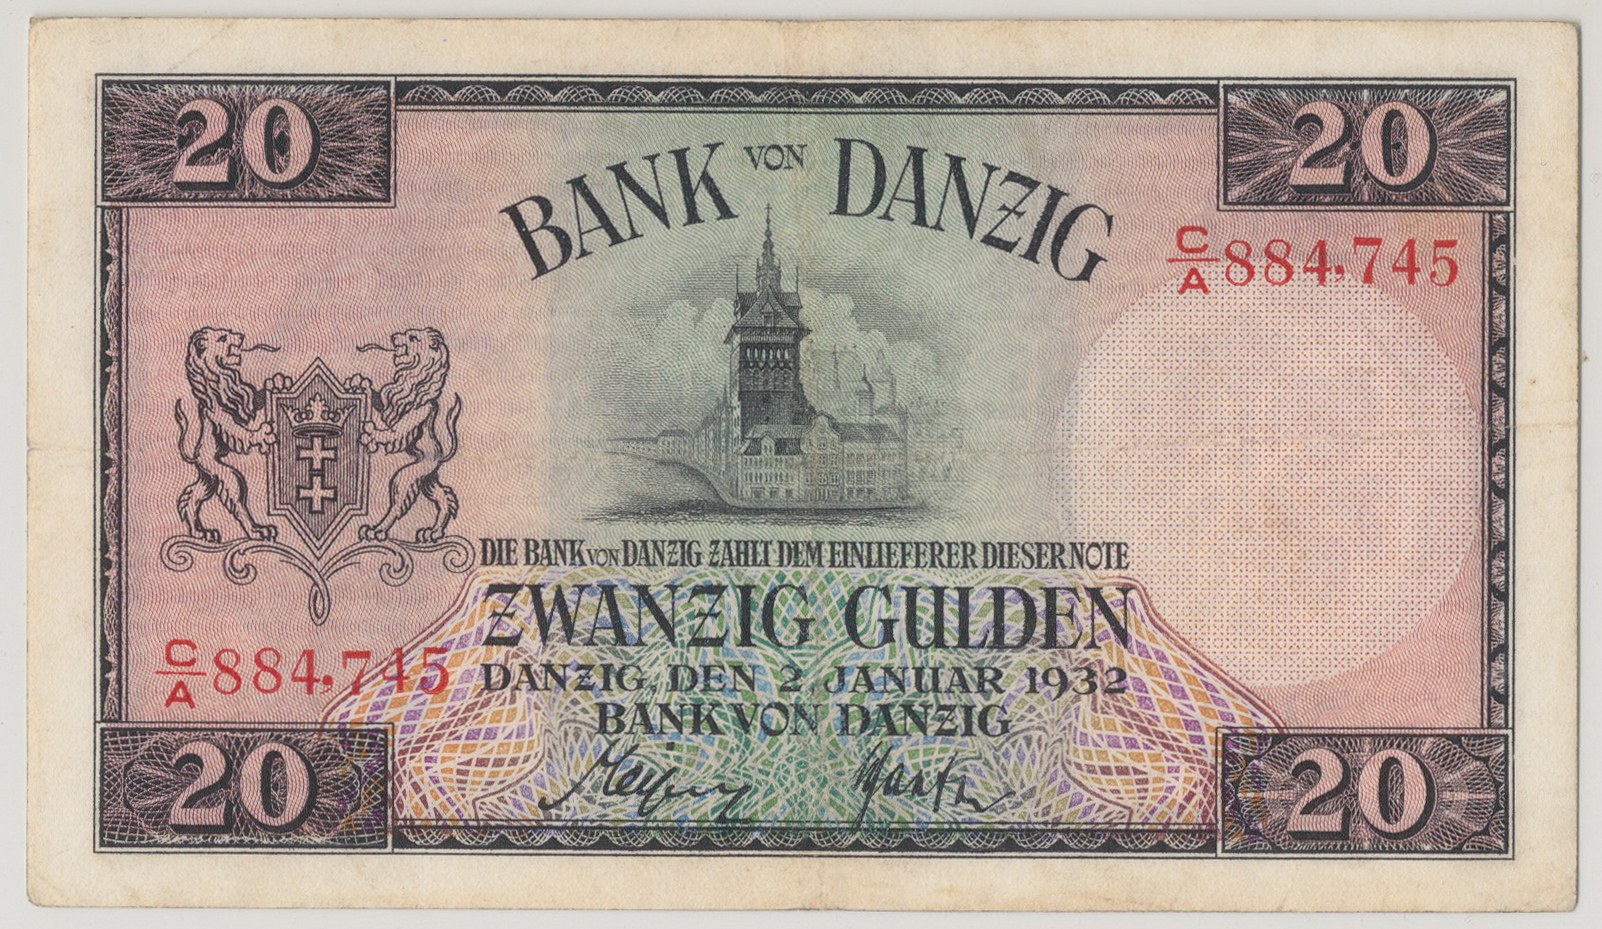 20 20
BANK VON DANZIG
C/A 884,745
DIE BANK VON DANZIG ZAHLT DEM EINLIEFERER DIESER NOTE
ZWANZIG GULDEN
C/A 884,745
DANZIG, DEN 2. JANUAR 1932
BANK VON DANZIG
20 20